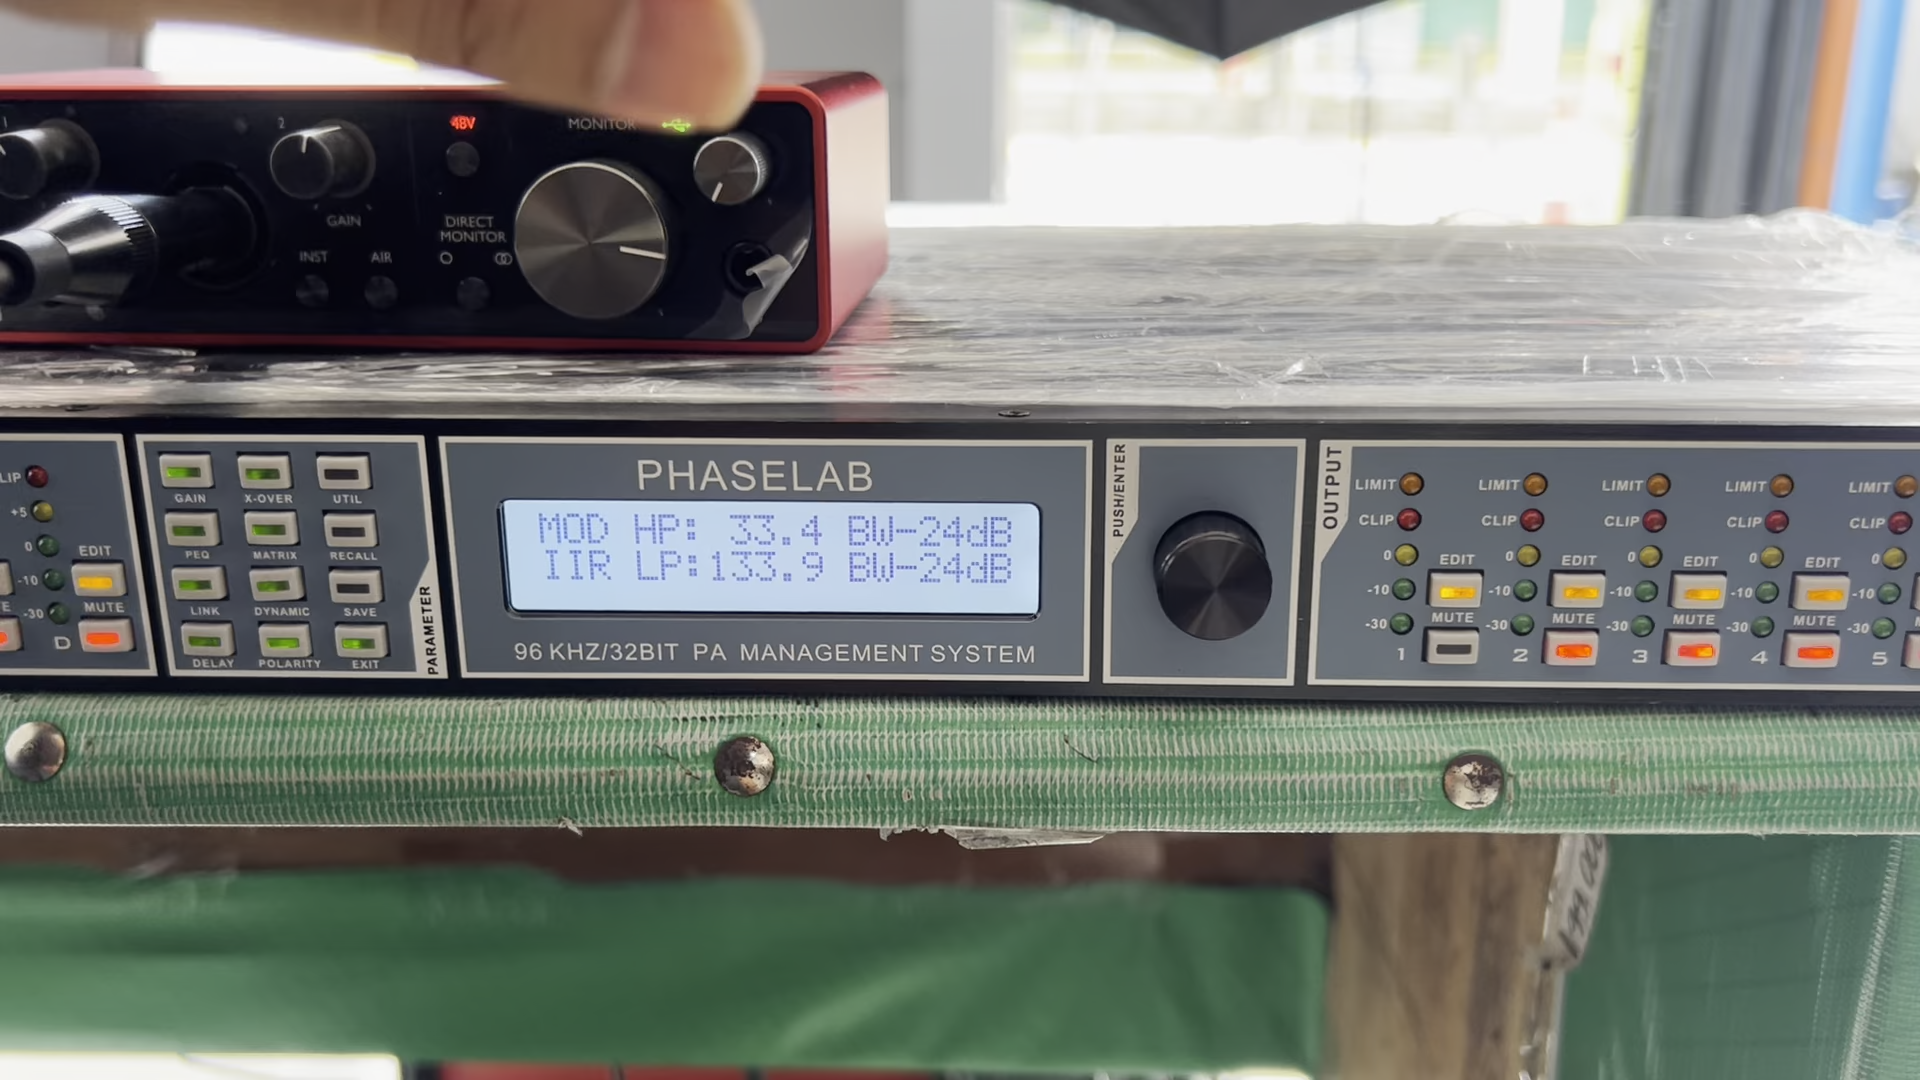 1
2
48V
MONITOR
GAIN
DIRECT
MONITOR
INST
AIR
PHASELAB
MOD HP: 33.4 BW-24dB
IIR LP:133.9 BW-24dB
96 KHZ/32BIT PA MANAGEMENT SYSTEM
LIP
+5
0
-10
-30
EDIT
MUTE
D
GAIN X-OVER UTIL
PEQ MATRIX RECALL
LINK DYNAMIC SAVE
DELAY POLARITY EXIT
PARAMETER
PUSH/ENTER
OUTPUT
LIMIT LIMIT LIMIT LIMIT LIMIT
CLIP CLIP CLIP CLIP CLIP
0 0 0 0 0
EDIT EDIT EDIT EDIT
-10 -10 -10 -10 -10
MUTE MUTE MUTE MUTE
-30 -30 -30 -30 -30
1 2 3 4 5